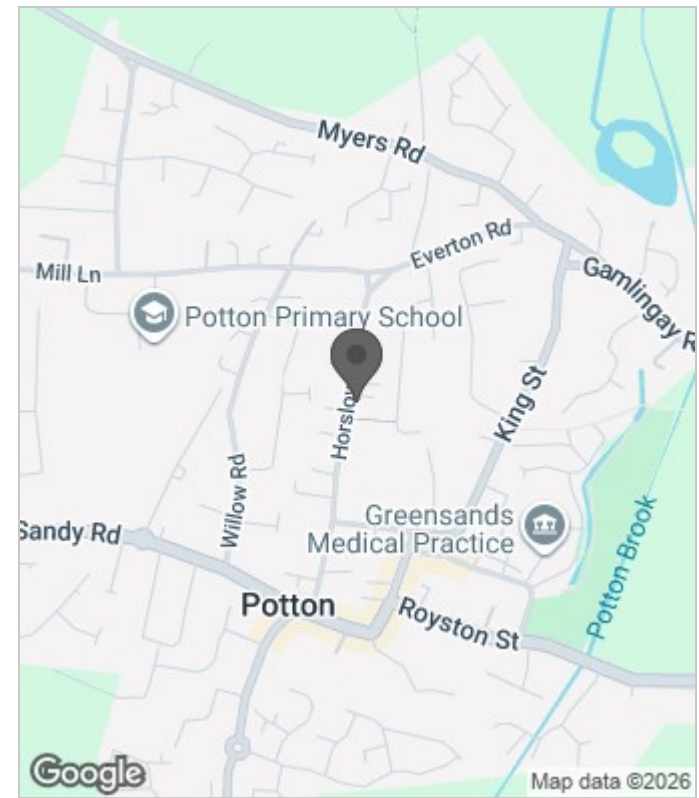 Myers Rd
Everton Rd
Mill Ln
Gamlingay R
Potton Primary School
Horslow
King St
Willow Rd
Sandy Rd
Greensands
Medical Practice
Potton Brook
Potton
Royston St
Google
Map data ©2026